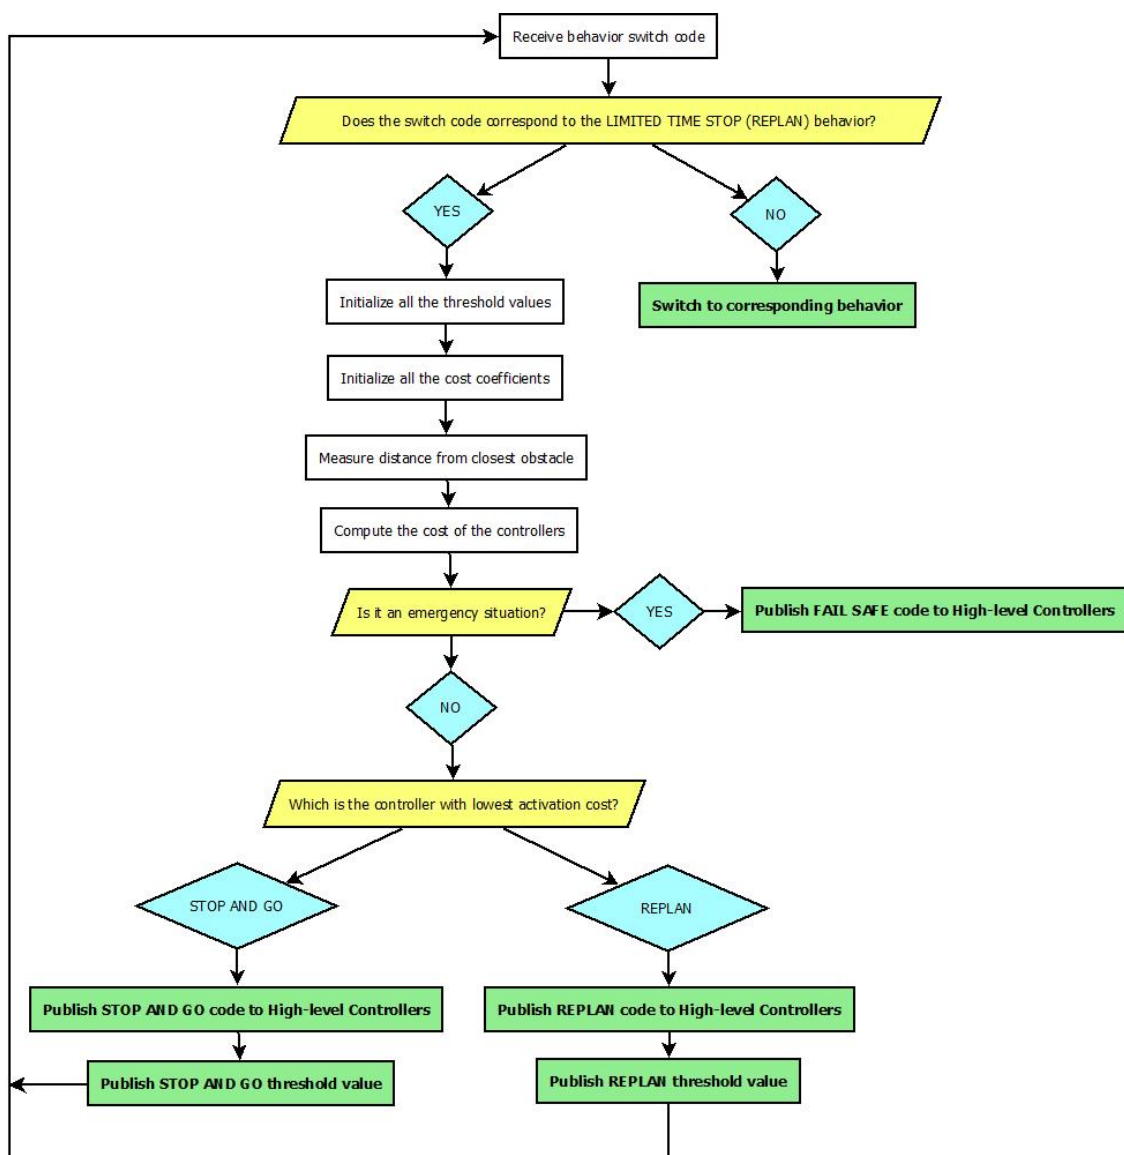 Receive behavior switch code
Does the switch code correspond to the LIMITED TIME STOP (REPLAN) behavior?
YES
NO
Initialize all the threshold values
Switch to corresponding behavior
Initialize all the cost coefficients
Measure distance from closest obstacle
Compute the cost of the controllers
Is it an emergency situation?
YES
Publish FAIL SAFE code to High-level Controllers
NO
Which is the controller with lowest activation cost?
STOP AND GO
REPLAN
Publish STOP AND GO code to High-level Controllers
Publish REPLAN code to High-level Controllers
Publish STOP AND GO threshold value
Publish REPLAN threshold value